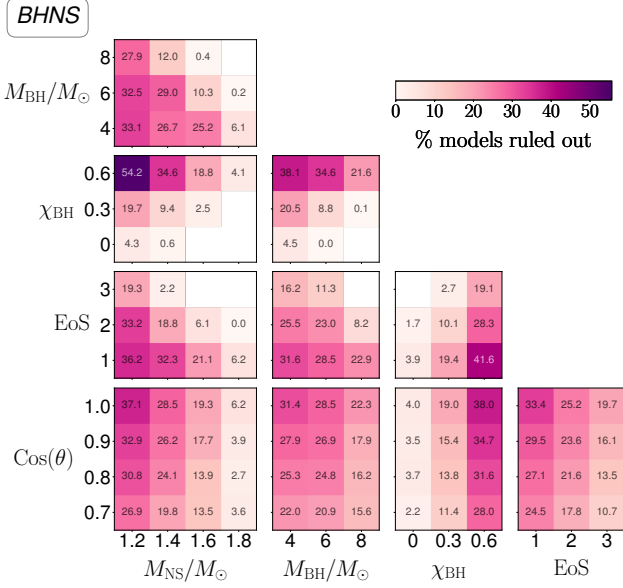 BHNS
8 27.9 12.0 0.4
M_BH/M_⊙ 6 32.5 29.0 10.3 0.2
4 33.1 26.7 25.2 6.1
0 10 20 30 40 50
% models ruled out
0.6 54.2 34.6 18.8 4.1 38.1 34.6 21.6
χ_BH 0.3 19.7 9.4 2.5 20.5 8.8 0.1
0 4.3 0.6 4.5 0.0
3 19.3 2.2 16.2 11.3 2.7 19.1
EoS 2 33.2 18.8 6.1 0.0 25.5 23.0 8.2 1.7 10.1 28.3
1 36.2 32.3 21.1 6.2 31.6 28.5 22.9 3.9 19.4 41.6
1.0 37.1 28.5 19.3 6.2 31.4 28.5 22.3 4.0 19.0 38.0 33.4 25.2 19.7
0.9 32.9 26.2 17.7 3.9 27.9 26.9 17.9 3.5 15.4 34.7 29.5 23.6 16.1
Cos(θ)
0.8 30.8 24.1 13.9 2.7 25.3 24.8 16.2 3.7 13.8 31.6 27.1 21.6 13.5
0.7 26.9 19.8 13.5 3.6 22.0 20.9 15.6 2.2 11.4 28.0 24.5 17.8 10.7
1.2 1.4 1.6 1.8 4 6 8 0 0.3 0.6 1 2 3
M_NS/M_⊙ M_BH/M_⊙ χ_BH EoS